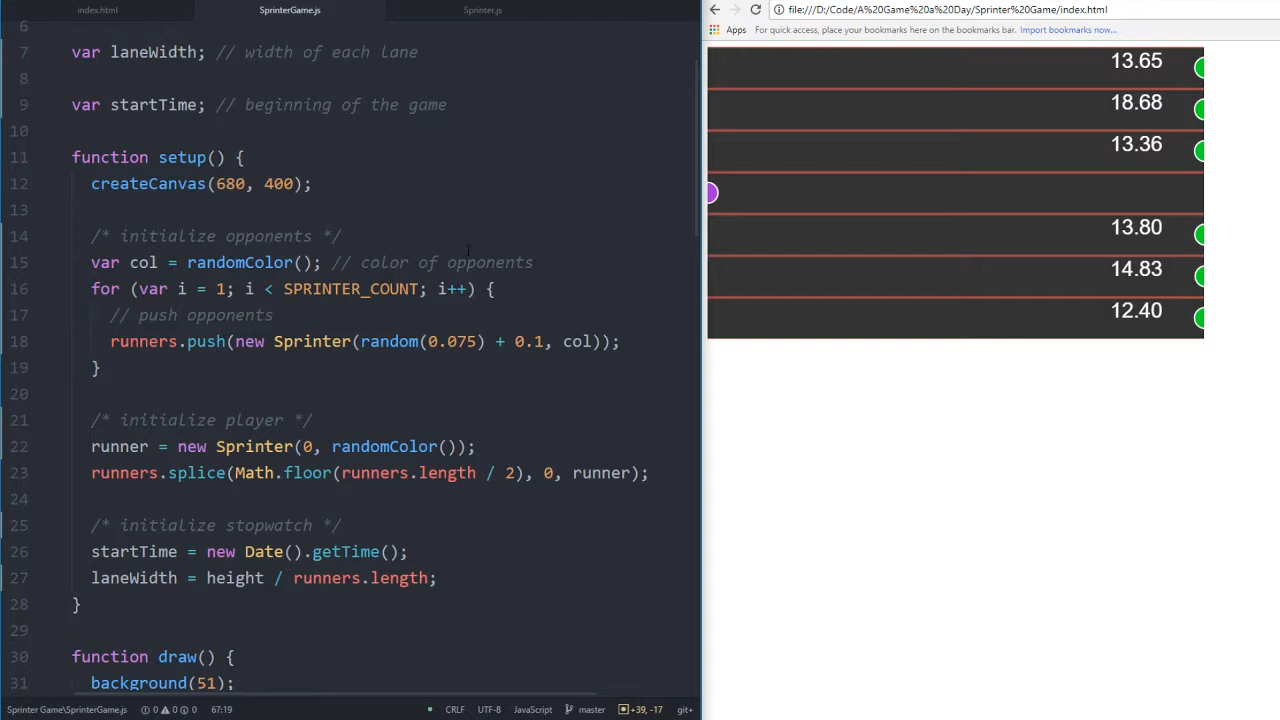 index.html SprinterGame.js Sprinter.js
6
7 var laneWidth; // width of each lane
8
9 var startTime; // beginning of the game
10
11 function setup() {
12 createCanvas(680, 400);
13
14 /* initialize opponents */
15 var col = randomColor(); // color of opponents
16 for (var i = 1; i < SPRINTER_COUNT; i++) {
17 // push opponents
18 runners.push(new Sprinter(random(0.075) + 0.1, col));
19 }
20
21 /* initialize player */
22 runner = new Sprinter(0, randomColor());
23 runners.splice(Math.floor(runners.length / 2), 0, runner);
24
25 /* initialize stopwatch */
26 startTime = new Date().getTime();
27 laneWidth = height / runners.length;
28 }
29
30 function draw() {
31 background(51);
Sprinter Game\SprinterGame.js 0 0 0 67:19 CRLF UTF-8 JavaScript master +39, -17 git+
file:///D:/Code/A%20Game%20a%20Day/Sprinter%20Game/index.html
Apps For quick access, place your bookmarks here on the bookmarks bar. Import bookmarks now...
13.65
18.68
13.36
13.80
14.83
12.40